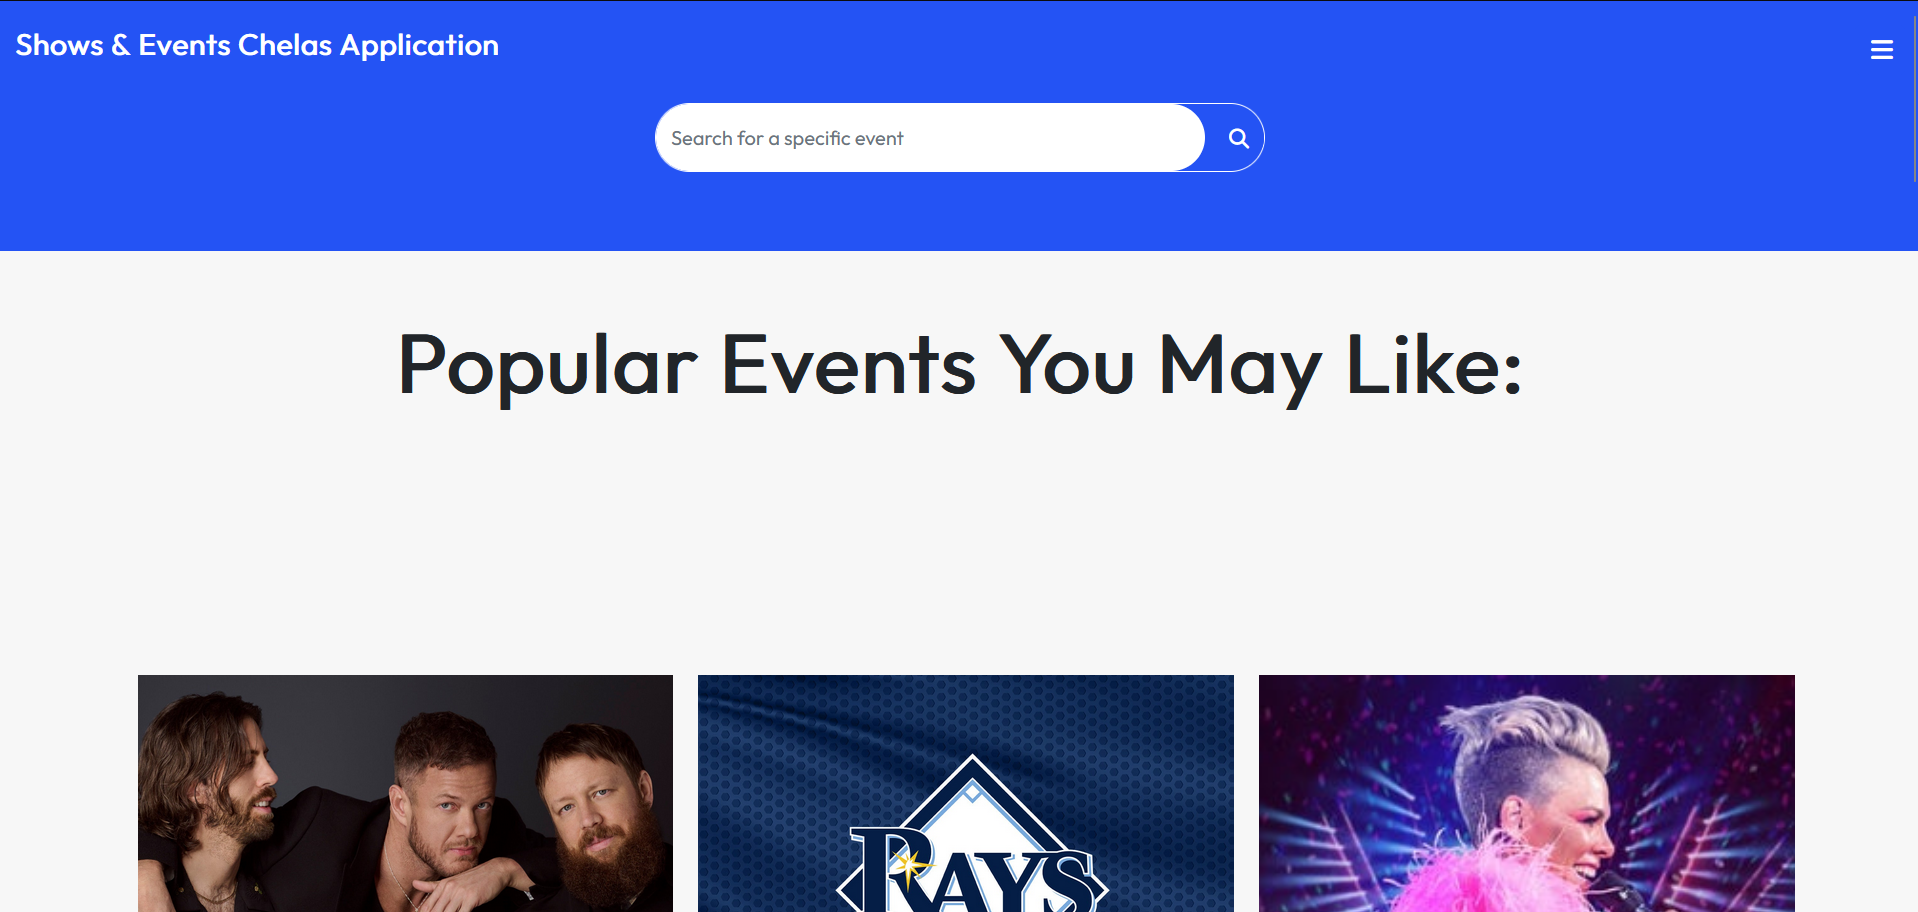 Shows & Events Chelas Application
Search for a specific event
Popular Events You May Like:
RAYS